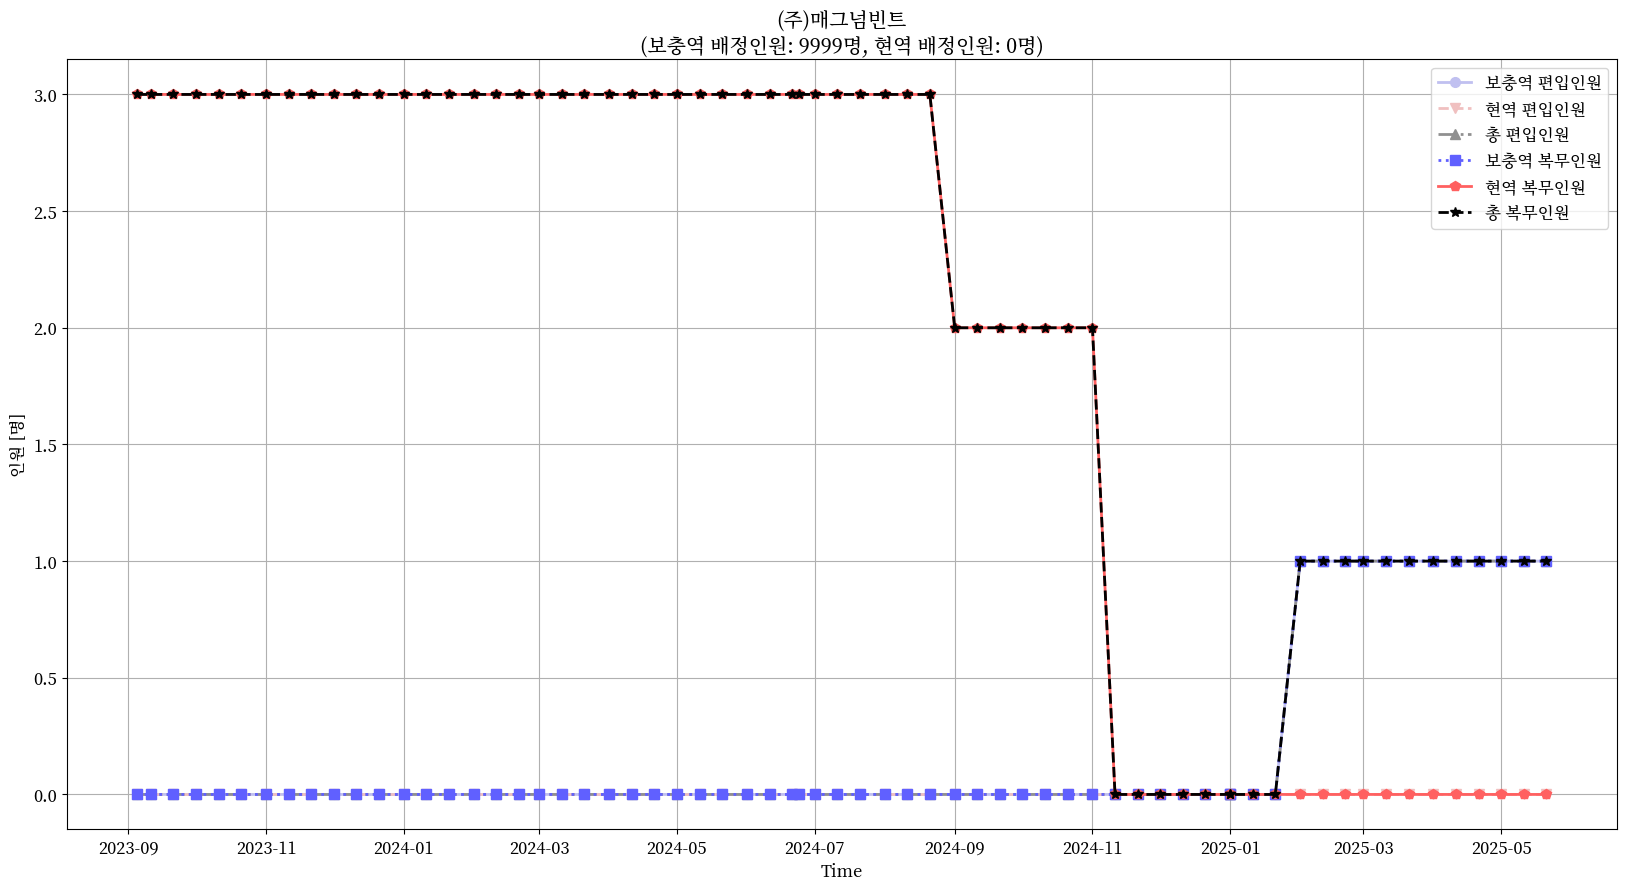 (주)매그넘빈트
(보충역 배정인원: 9999명, 현역 배정인원: 0명)
보충역 편입인원
현역 편입인원
총 편입인원
보충역 복무인원
현역 복무인원
총 복무인원
인원 [명]
3.0
2.5
2.0
1.5
1.0
0.5
0.0
2023-09 2023-11 2024-01 2024-03 2024-05 2024-07 2024-09 2024-11 2025-01 2025-03 2025-05
Time